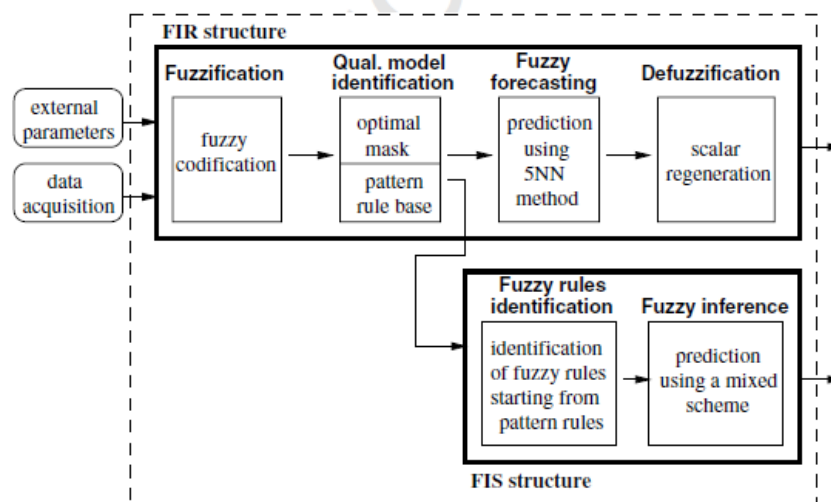 FIR structure
Fuzzification
Qual. model
identification
Fuzzy
forecasting
Defuzzification
external
parameters
data
acquisition
fuzzy
codification
optimal
mask
pattern
rule base
prediction
using
5NN
method
scalar
regeneration
Fuzzy rules
identification
Fuzzy inference
identification
of fuzzy rules
starting from
pattern rules
prediction
using a mixed
scheme
FIS structure